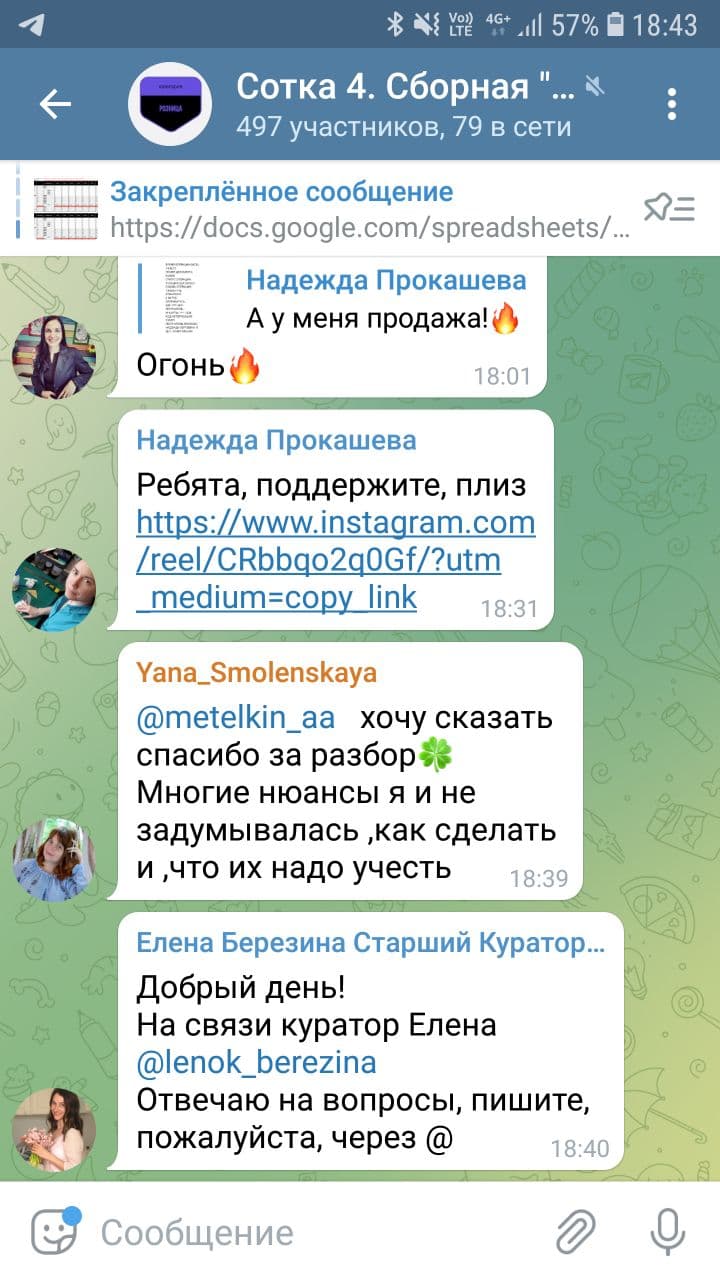 Vo))
LTE
4G+
57%
18:43
РОЗНИЦА
Сотка 4. Сборная "...
497 участников, 79 в сети
Закреплённое сообщение
https://docs.google.com/spreadsheets/...
Надежда Прокашева
А у меня продажа!🔥
Огонь🔥
18:01
Надежда Прокашева
Ребята, поддержите, плиз
https://www.instagram.com
/reel/CRbbqo2q0Gf/?utm
_medium=copy_link
18:31
Yana_Smolenskaya
@metelkin_aa хочу сказать
спасибо за разбор🍀
Многие нюансы я и не
задумывалась ,как сделать
и ,что их надо учесть
18:39
Елена Березина Старший Куратор...
Добрый день!
На связи куратор Елена
@lenok_berezina
Отвечаю на вопросы, пишите,
пожалуйста, через @
18:40
Сообщение